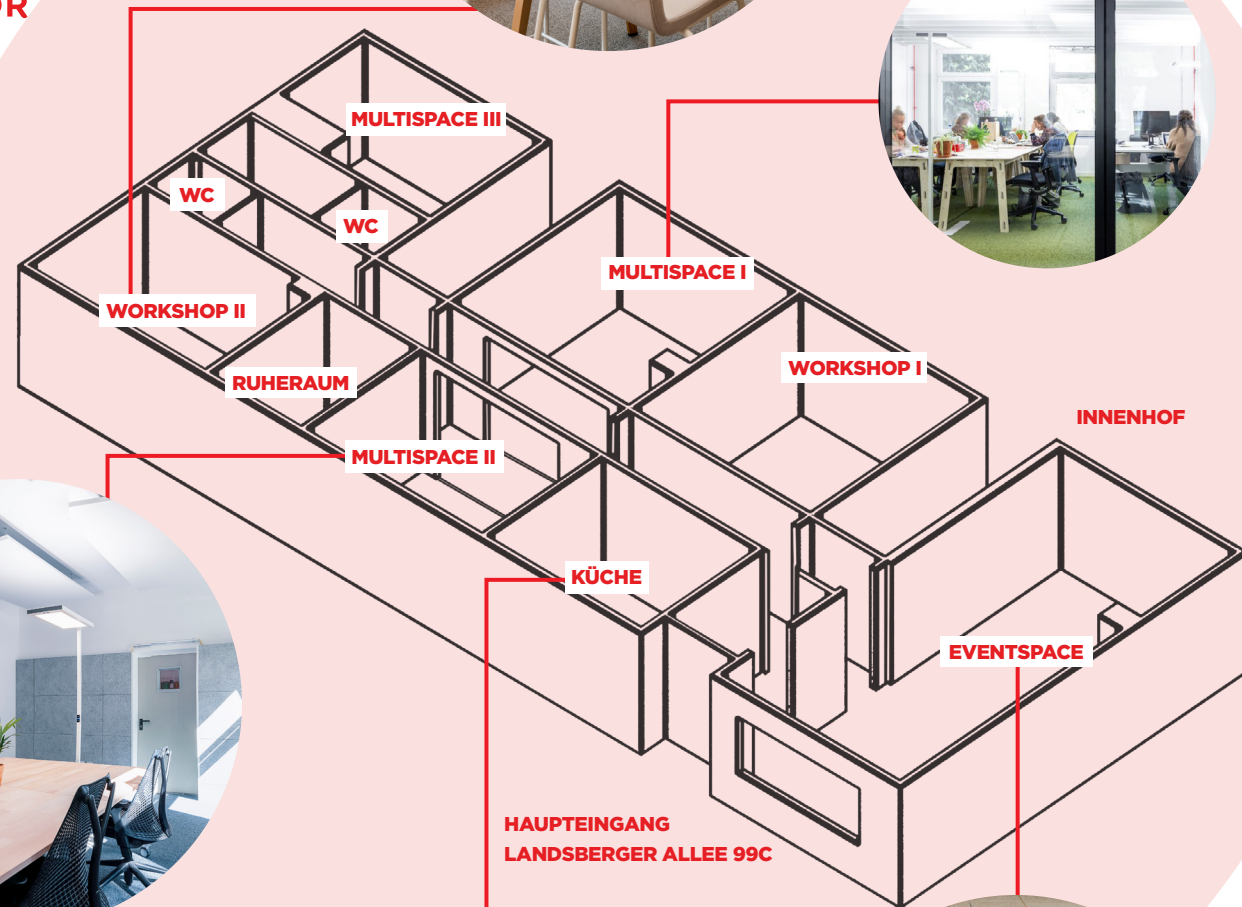 MULTISPACE III
WC
WC
MULTISPACE I
WORKSHOP II
WORKSHOP I
RUHERAUM
INNENHOF
MULTISPACE II
KÜCHE
EVENTSPACE
HAUPTEINGANG
LANDSBERGER ALLEE 99C